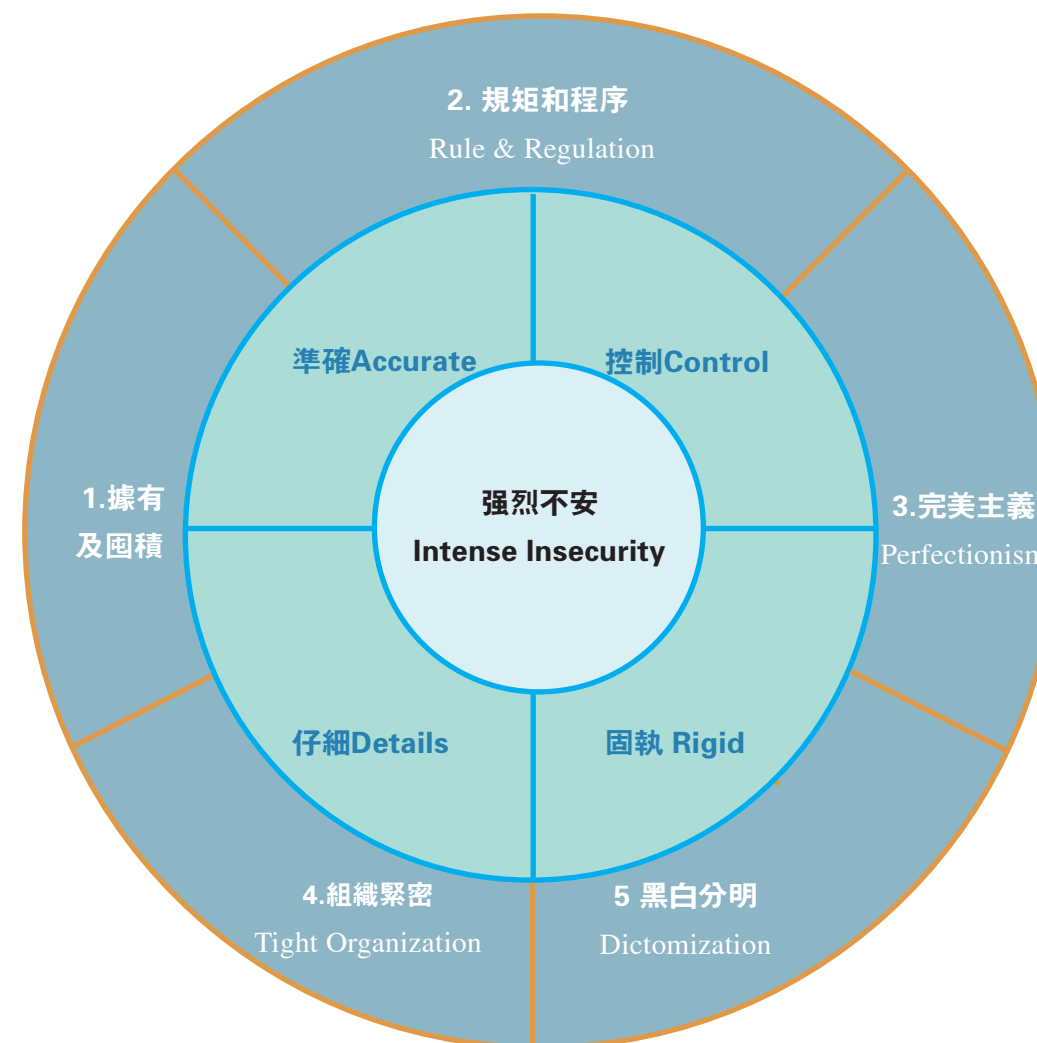 2. 規矩和程序
Rule & Regulation
準確Accurate
控制Control
1.據有
及囤積
强烈不安
Intense Insecurity
3.完美主義
Perfectionism
仔細Details
固執 Rigid
4.組織緊密
Tight Organization
5 黑白分明
Dictomization